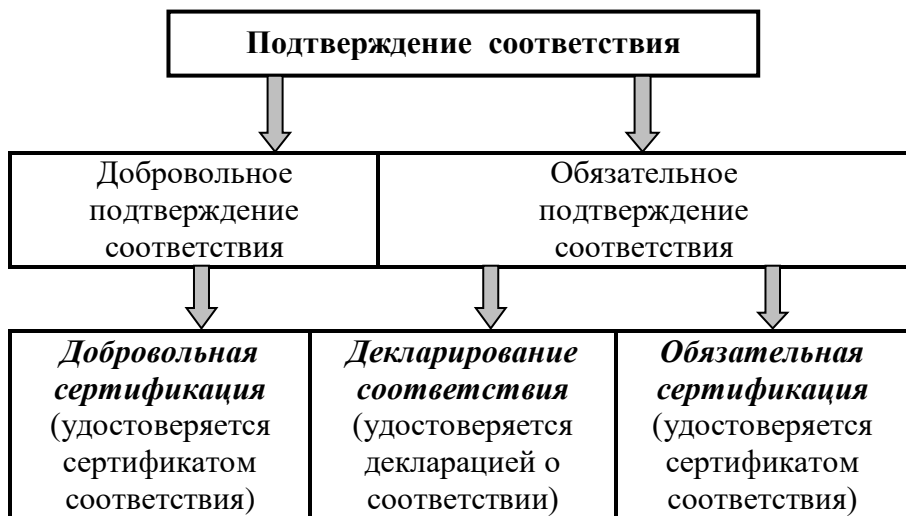 Подтверждение соответствия
Добровольное
подтверждение
соответствия
Обязательное
подтверждение
соответствия
Добровольная
сертификация
(удостоверяется
сертификатом
соответствия)
Декларирование
соответствия
(удостоверяется
декларацией о
соответствии)
Обязательная
сертификация
(удостоверяется
сертификатом
соответствия)